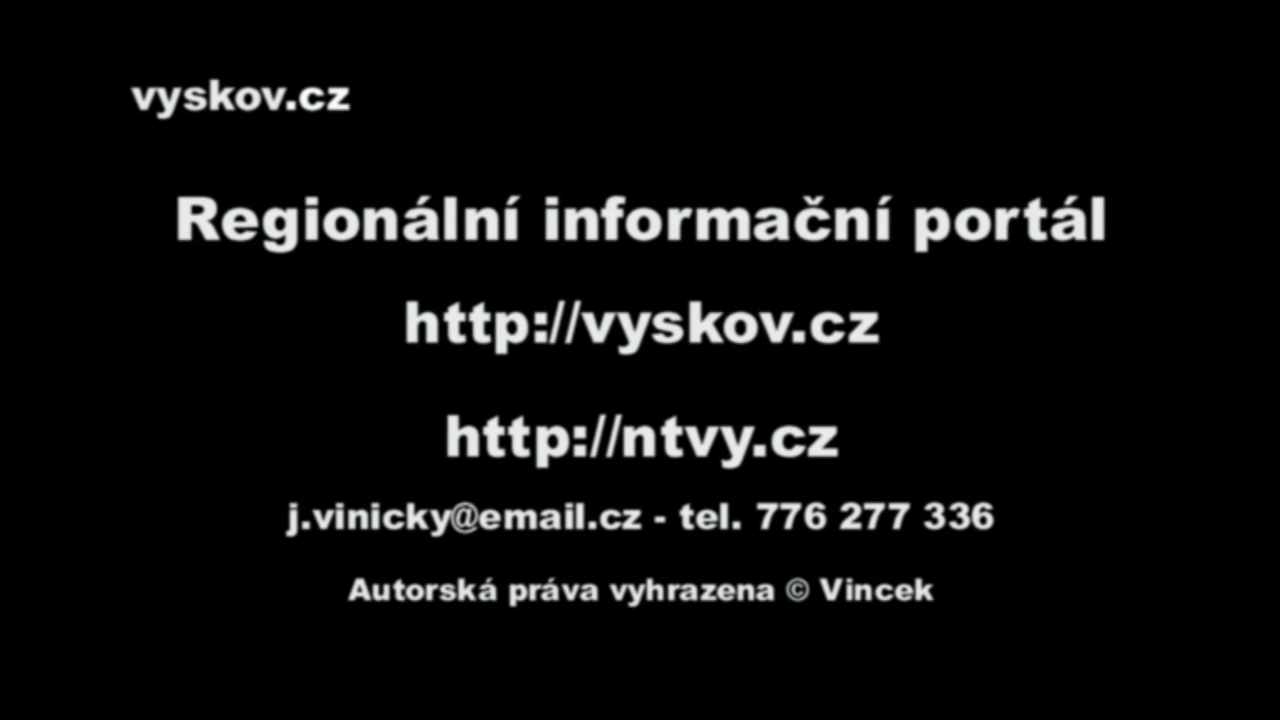 vyskov.cz
Regionální informační portál
http://vyskov.cz
http://ntvy.cz
j.vinicky@email.cz - tel. 776 277 336
Autorská práva vyhrazena © Vincek